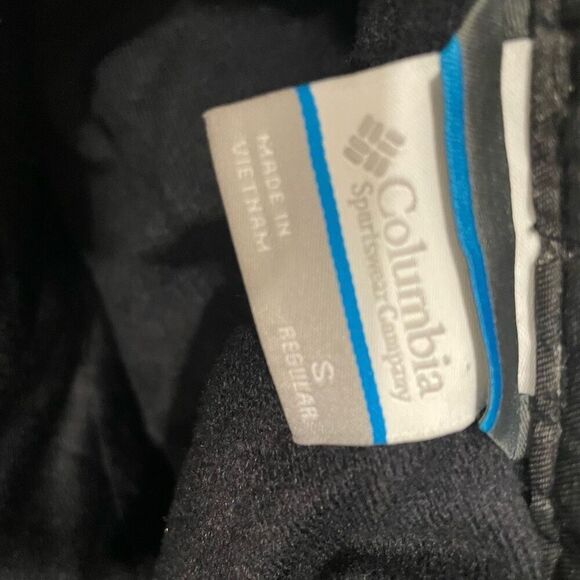 Columbia
Sportswear Company
MADE IN
VIETNAM
S
REGULAR